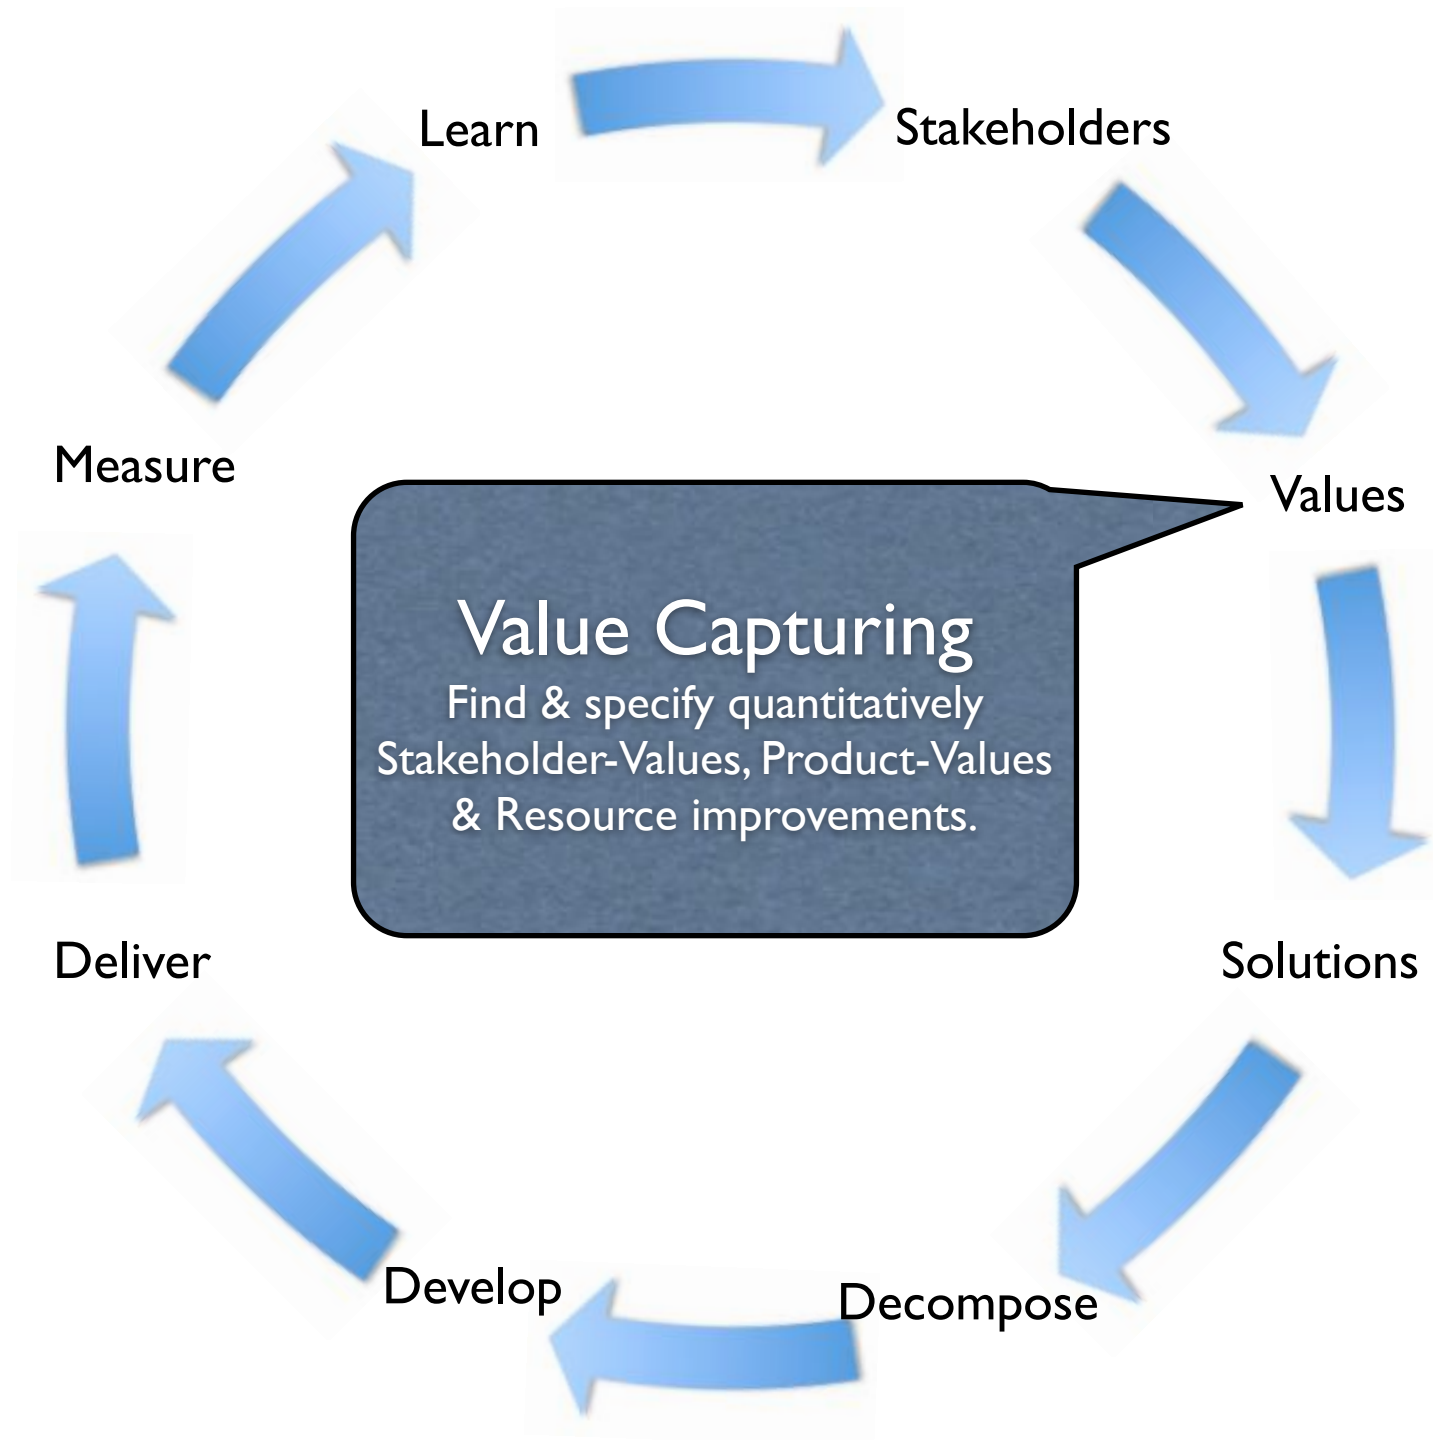 Learn
Stakeholders
Measure
Values
Value Capturing
Find & specify quantitatively
Stakeholder-Values, Product-Values
& Resource improvements.
Deliver
Solutions
Develop
Decompose